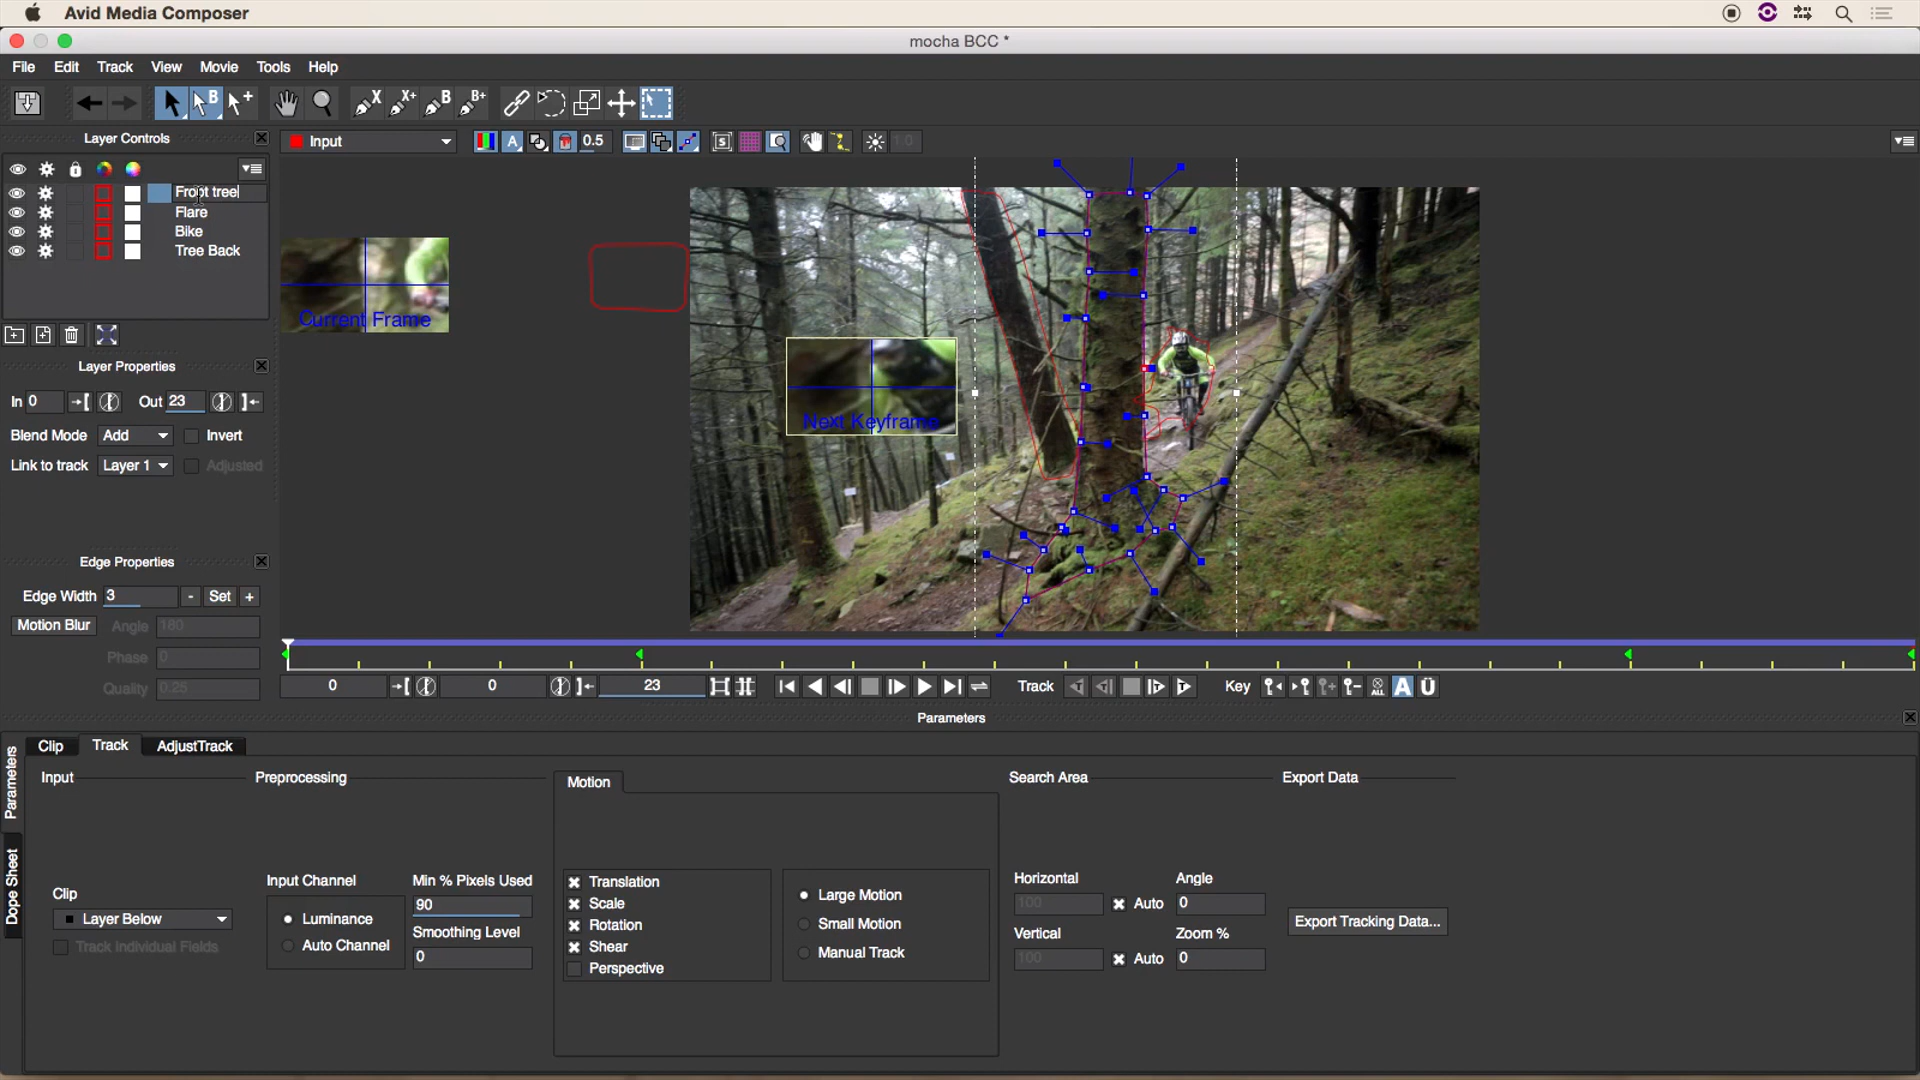 Avid Media Composer
mocha BCC *
File Edit Track View Movie Tools Help
Layer Controls
Input
A
0.5
S
1.0
Front tree
Flare
Bike
Tree Back
Current Frame
Next Keyframe
Layer Properties
In 0 Out 23
Blend Mode Add Invert
Link to track Layer 1 Adjusted
Edge Properties
Edge Width 3 - Set +
Motion Blur Angle 180
Phase 0
Quality 0.25
0 0 23 Track Key ALL A Ü
Parameters
Parameters
Dope Sheet
Clip Track AdjustTrack
Input Preprocessing Motion Search Area Export Data
Clip
Layer Below
Track Individual Fields
Input Channel
Luminance
Auto Channel
Min % Pixels Used
90
Smoothing Level
0
Translation
Scale
Rotation
Shear
Perspective
Large Motion
Small Motion
Manual Track
Horizontal Angle
100 Auto 0
Vertical Zoom %
100 Auto 0
Export Tracking Data...